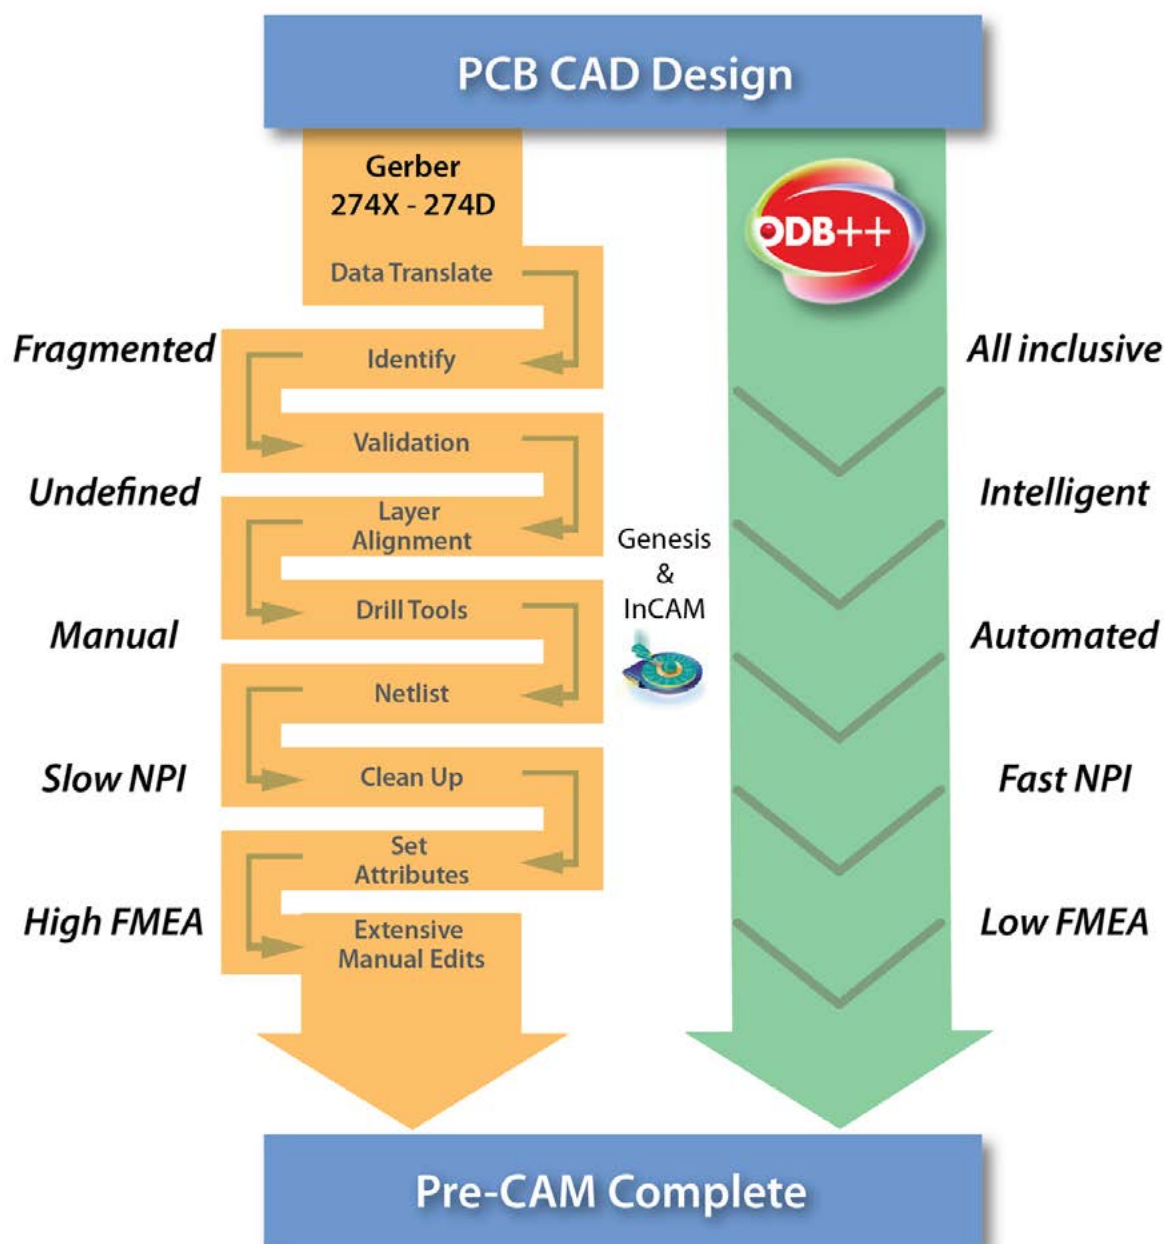 PCB CAD Design
Gerber
274X - 274D
ODB++
Data Translate
Fragmented
Identify
All inclusive
Validation
Undefined
Layer
Alignment
Intelligent
Genesis
&
InCAM
Drill Tools
Manual
Automated
Netlist
Slow NPI
Clean Up
Fast NPI
Set
Attributes
High FMEA
Extensive
Manual Edits
Low FMEA
Pre-CAM Complete